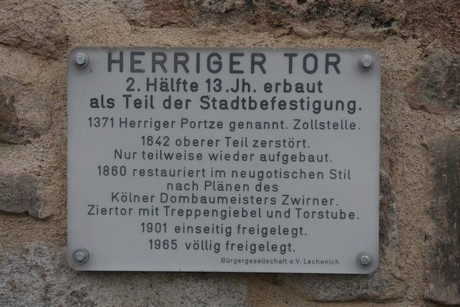 HERRIGER TOR
2. Hälfte 13. Jh. erbaut
als Teil der Stadtbefestigung.
1371 Herriger Portze genannt. Zollstelle.
1642 oberer Teil zerstört.
Nur teilweise wieder aufgebaut.
1860 restauriert im neugotischen Stil
nach Plänen des
Kölner Dombaumeisters Zwirner.
Ziertor mit Treppengiebel und Torstube.
1901 einseitig freigelegt.
1965 völlig freigelegt.
Bürgergesellschaft e.V. Lechenich